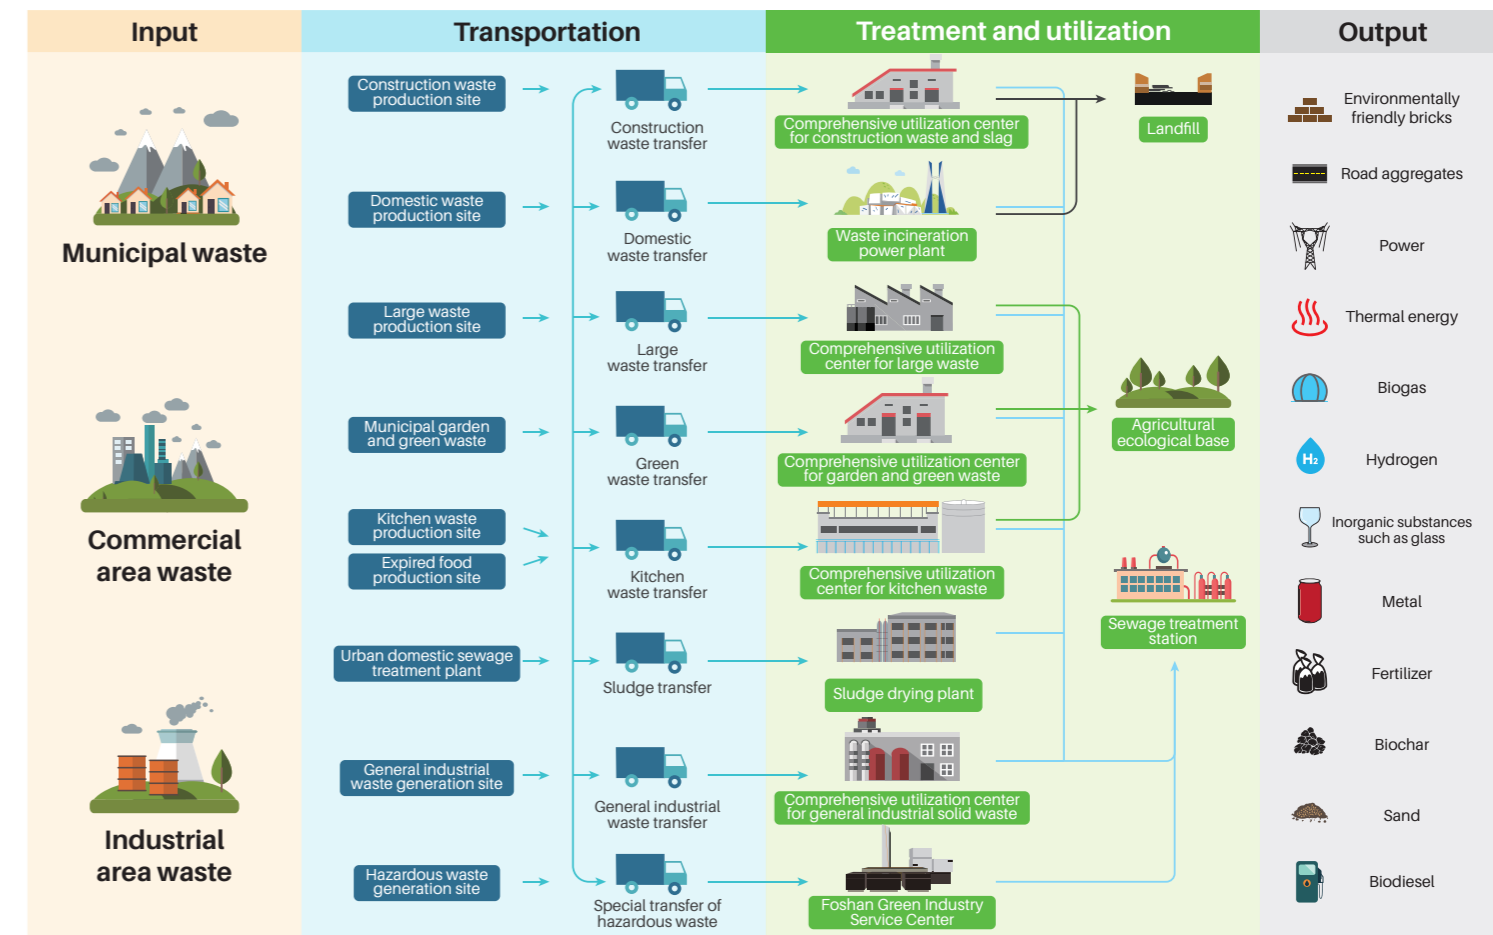 Input
Transportation
Treatment and utilization
Output
Municipal waste
Commercial
area waste
Industrial
area waste
Construction waste
production site
Domestic waste
production site
Large waste
production site
Municipal garden
and green waste
Kitchen waste
production site
Expired food
production site
Urban domestic sewage
treatment plant
General industrial
waste generation site
Hazardous waste
generation site
Construction
waste transfer
Domestic
waste transfer
Large
waste transfer
Green
waste transfer
Kitchen
waste transfer
Sludge transfer
General industrial
waste transfer
Special transfer of
hazardous waste
Comprehensive utilization center
for construction waste and slag
Waste incineration
power plant
Comprehensive utilization
center for large waste
Comprehensive utilization center
for garden and green waste
Comprehensive utilization
center for kitchen waste
Sludge drying plant
Comprehensive utilization center
for general industrial solid waste
Foshan Green Industry
Service Center
Landfill
Agricultural
ecological base
Sewage treatment
station
Environmentally
friendly bricks
Road aggregates
Power
Thermal energy
Biogas
H₂
Hydrogen
Inorganic substances
such as glass
Metal
Fertilizer
Biochar
Sand
Biodiesel